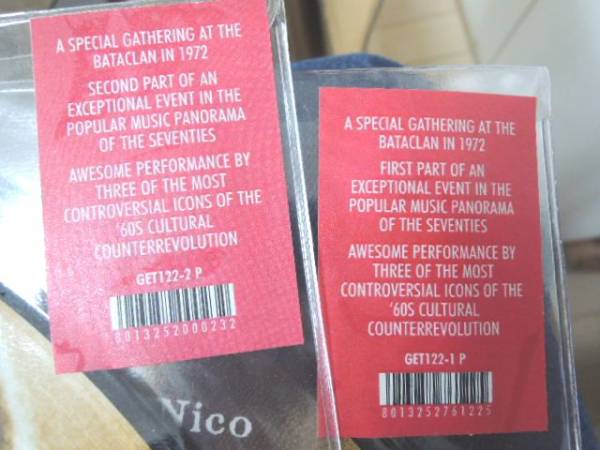 A SPECIAL GATHERING AT THE
BATACLAN IN 1972
SECOND PART OF AN
EXCEPTIONAL EVENT IN THE
POPULAR MUSIC PANORAMA
OF THE SEVENTIES
AWESOME PERFORMANCE BY
THREE OF THE MOST
CONTROVERSIAL ICONS OF THE
'60S CULTURAL
COUNTERREVOLUTION
GET122-2 P
8013252000232
Nico
A SPECIAL GATHERING AT THE
BATACLAN IN 1972
FIRST PART OF AN
EXCEPTIONAL EVENT IN THE
POPULAR MUSIC PANORAMA
OF THE SEVENTIES
AWESOME PERFORMANCE BY
THREE OF THE MOST
CONTROVERSIAL ICONS OF THE
'60S CULTURAL
COUNTERREVOLUTION
GET122-1 P
8013252761225